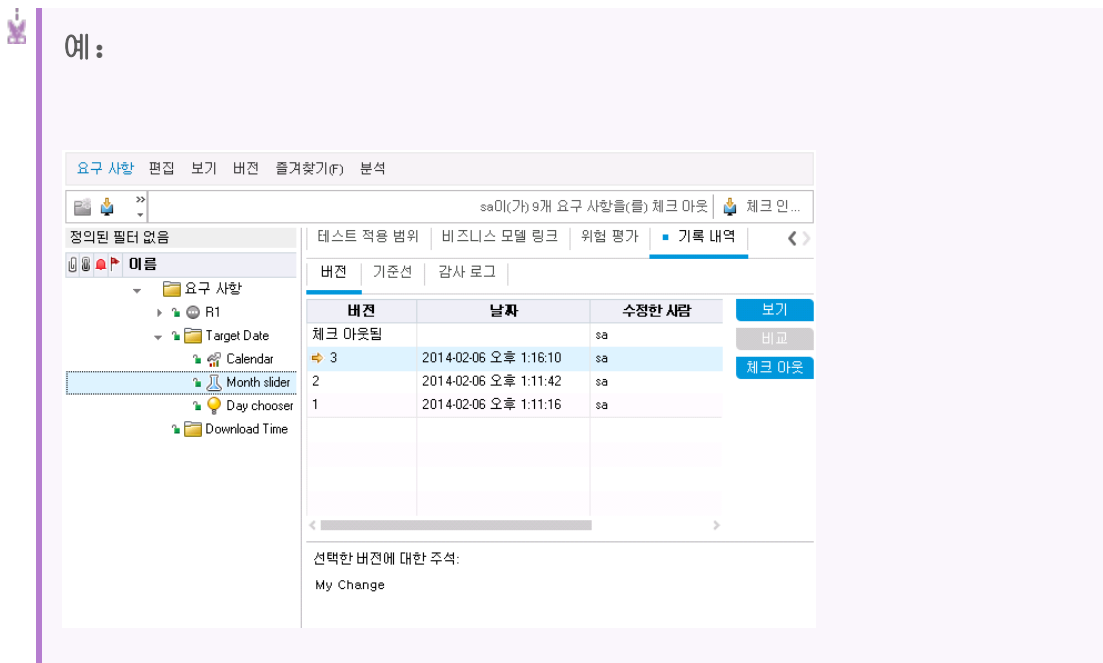 예:
요구 사항 편집 보기 버전 즐겨찾기(F) 분석
sa이(가) 9개 요구 사항을(를) 체크 아웃 체크 인...
정의된 필터 없음
테스트 적용 범위 비즈니스 모델 링크 위험 평가 기록 내역
이름
버전 기준선 감사 로그
요구 사항
R1
Target Date
Calendar
Month slider
Day chooser
Download Time
버전 날짜 수정한 사람
체크 아웃됨 sa
3 2014-02-06 오후 1:16:10 sa
2 2014-02-06 오후 1:11:42 sa
1 2014-02-06 오후 1:11:16 sa
보기
비교
체크 아웃
선택한 버전에 대한 주석:
My Change